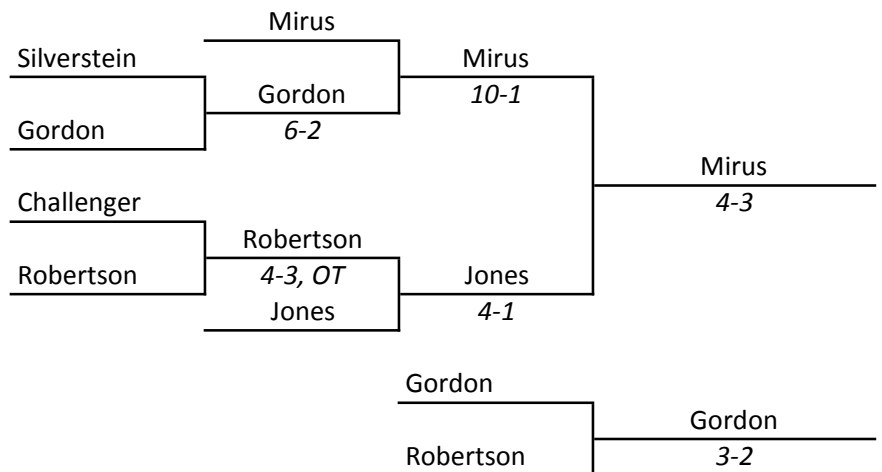 Mirus
Silverstein
Mirus
Gordon
10-1
Gordon
6-2
Mirus
Challenger
4-3
Robertson
Robertson
4-3, OT
Jones
Jones
4-1
Gordon
Gordon
Robertson
3-2